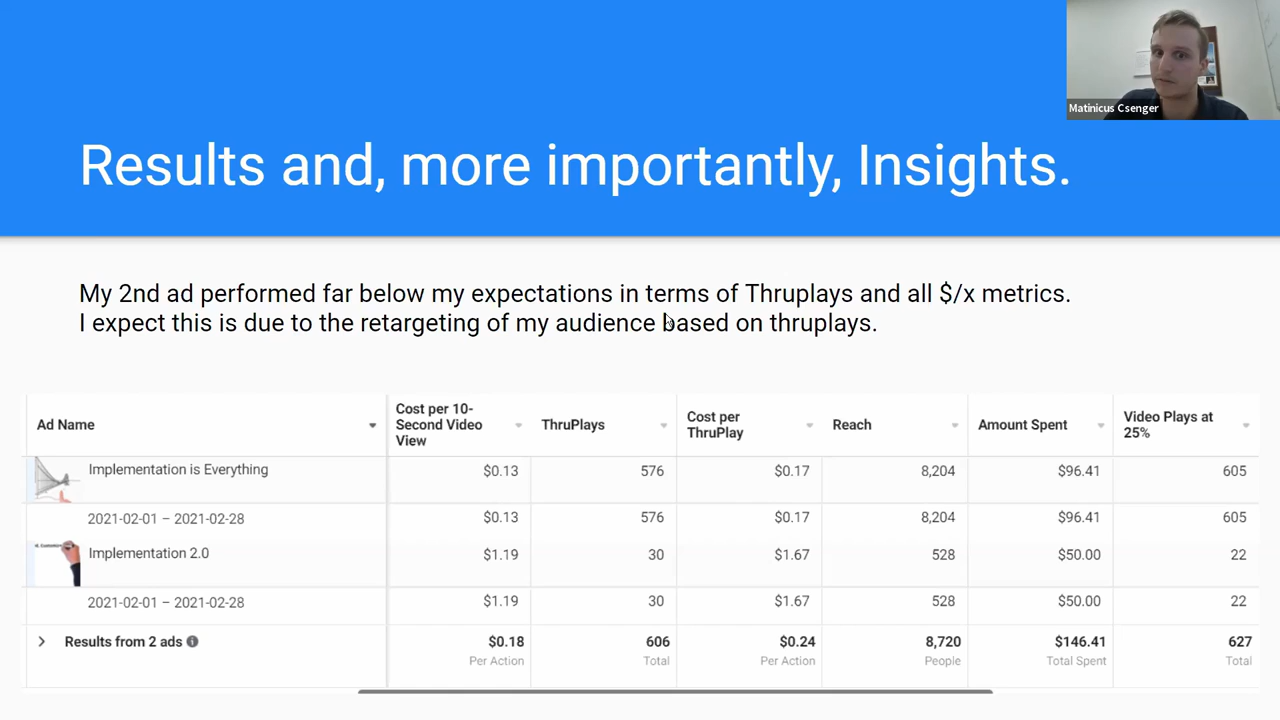 Matinicus Csenger
Results and, more importantly, Insights.
My 2nd ad performed far below my expectations in terms of Thruplays and all $/x metrics.
I expect this is due to the retargeting of my audience based on thruplays.
Ad Name
Cost per 10-
Second Video
View
ThruPlays
Cost per
ThruPlay
Reach
Amount Spent
Video Plays at
25%
Implementation is Everything $0.13 576 $0.17 8,204 $96.41 605
2021-02-01 – 2021-02-28 $0.13 576 $0.17 8,204 $96.41 605
Implementation 2.0 $1.19 30 $1.67 528 $50.00 22
2021-02-01 – 2021-02-28 $1.19 30 $1.67 528 $50.00 22
Results from 2 ads $0.18 606 $0.24 8,720 $146.41 627
Per Action Total Per Action People Total Spent Total